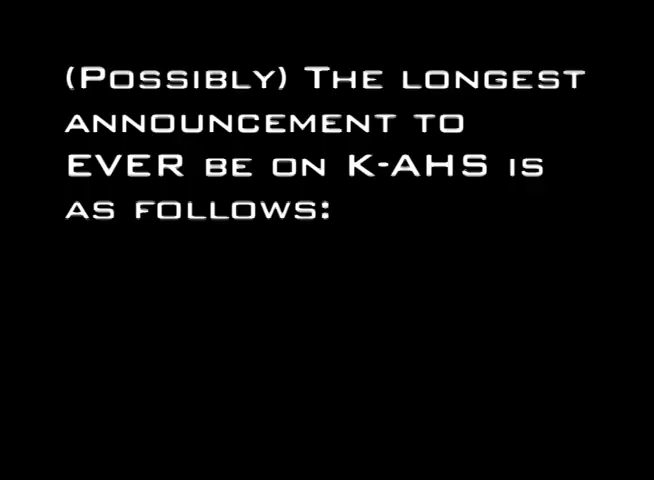 (Possibly) The longest
announcement to
EVER be on K-AHS is
as follows: